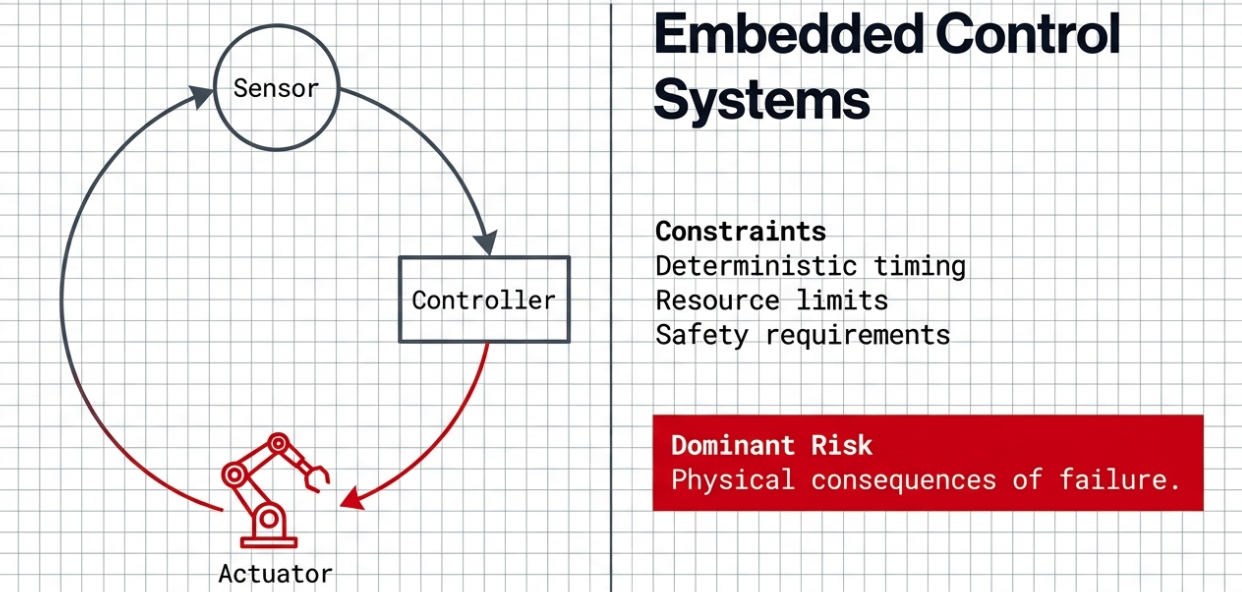 Sensor
Controller
Actuator
Embedded Control
Systems
Constraints
Deterministic timing
Resource limits
Safety requirements
Dominant Risk
Physical consequences of failure.